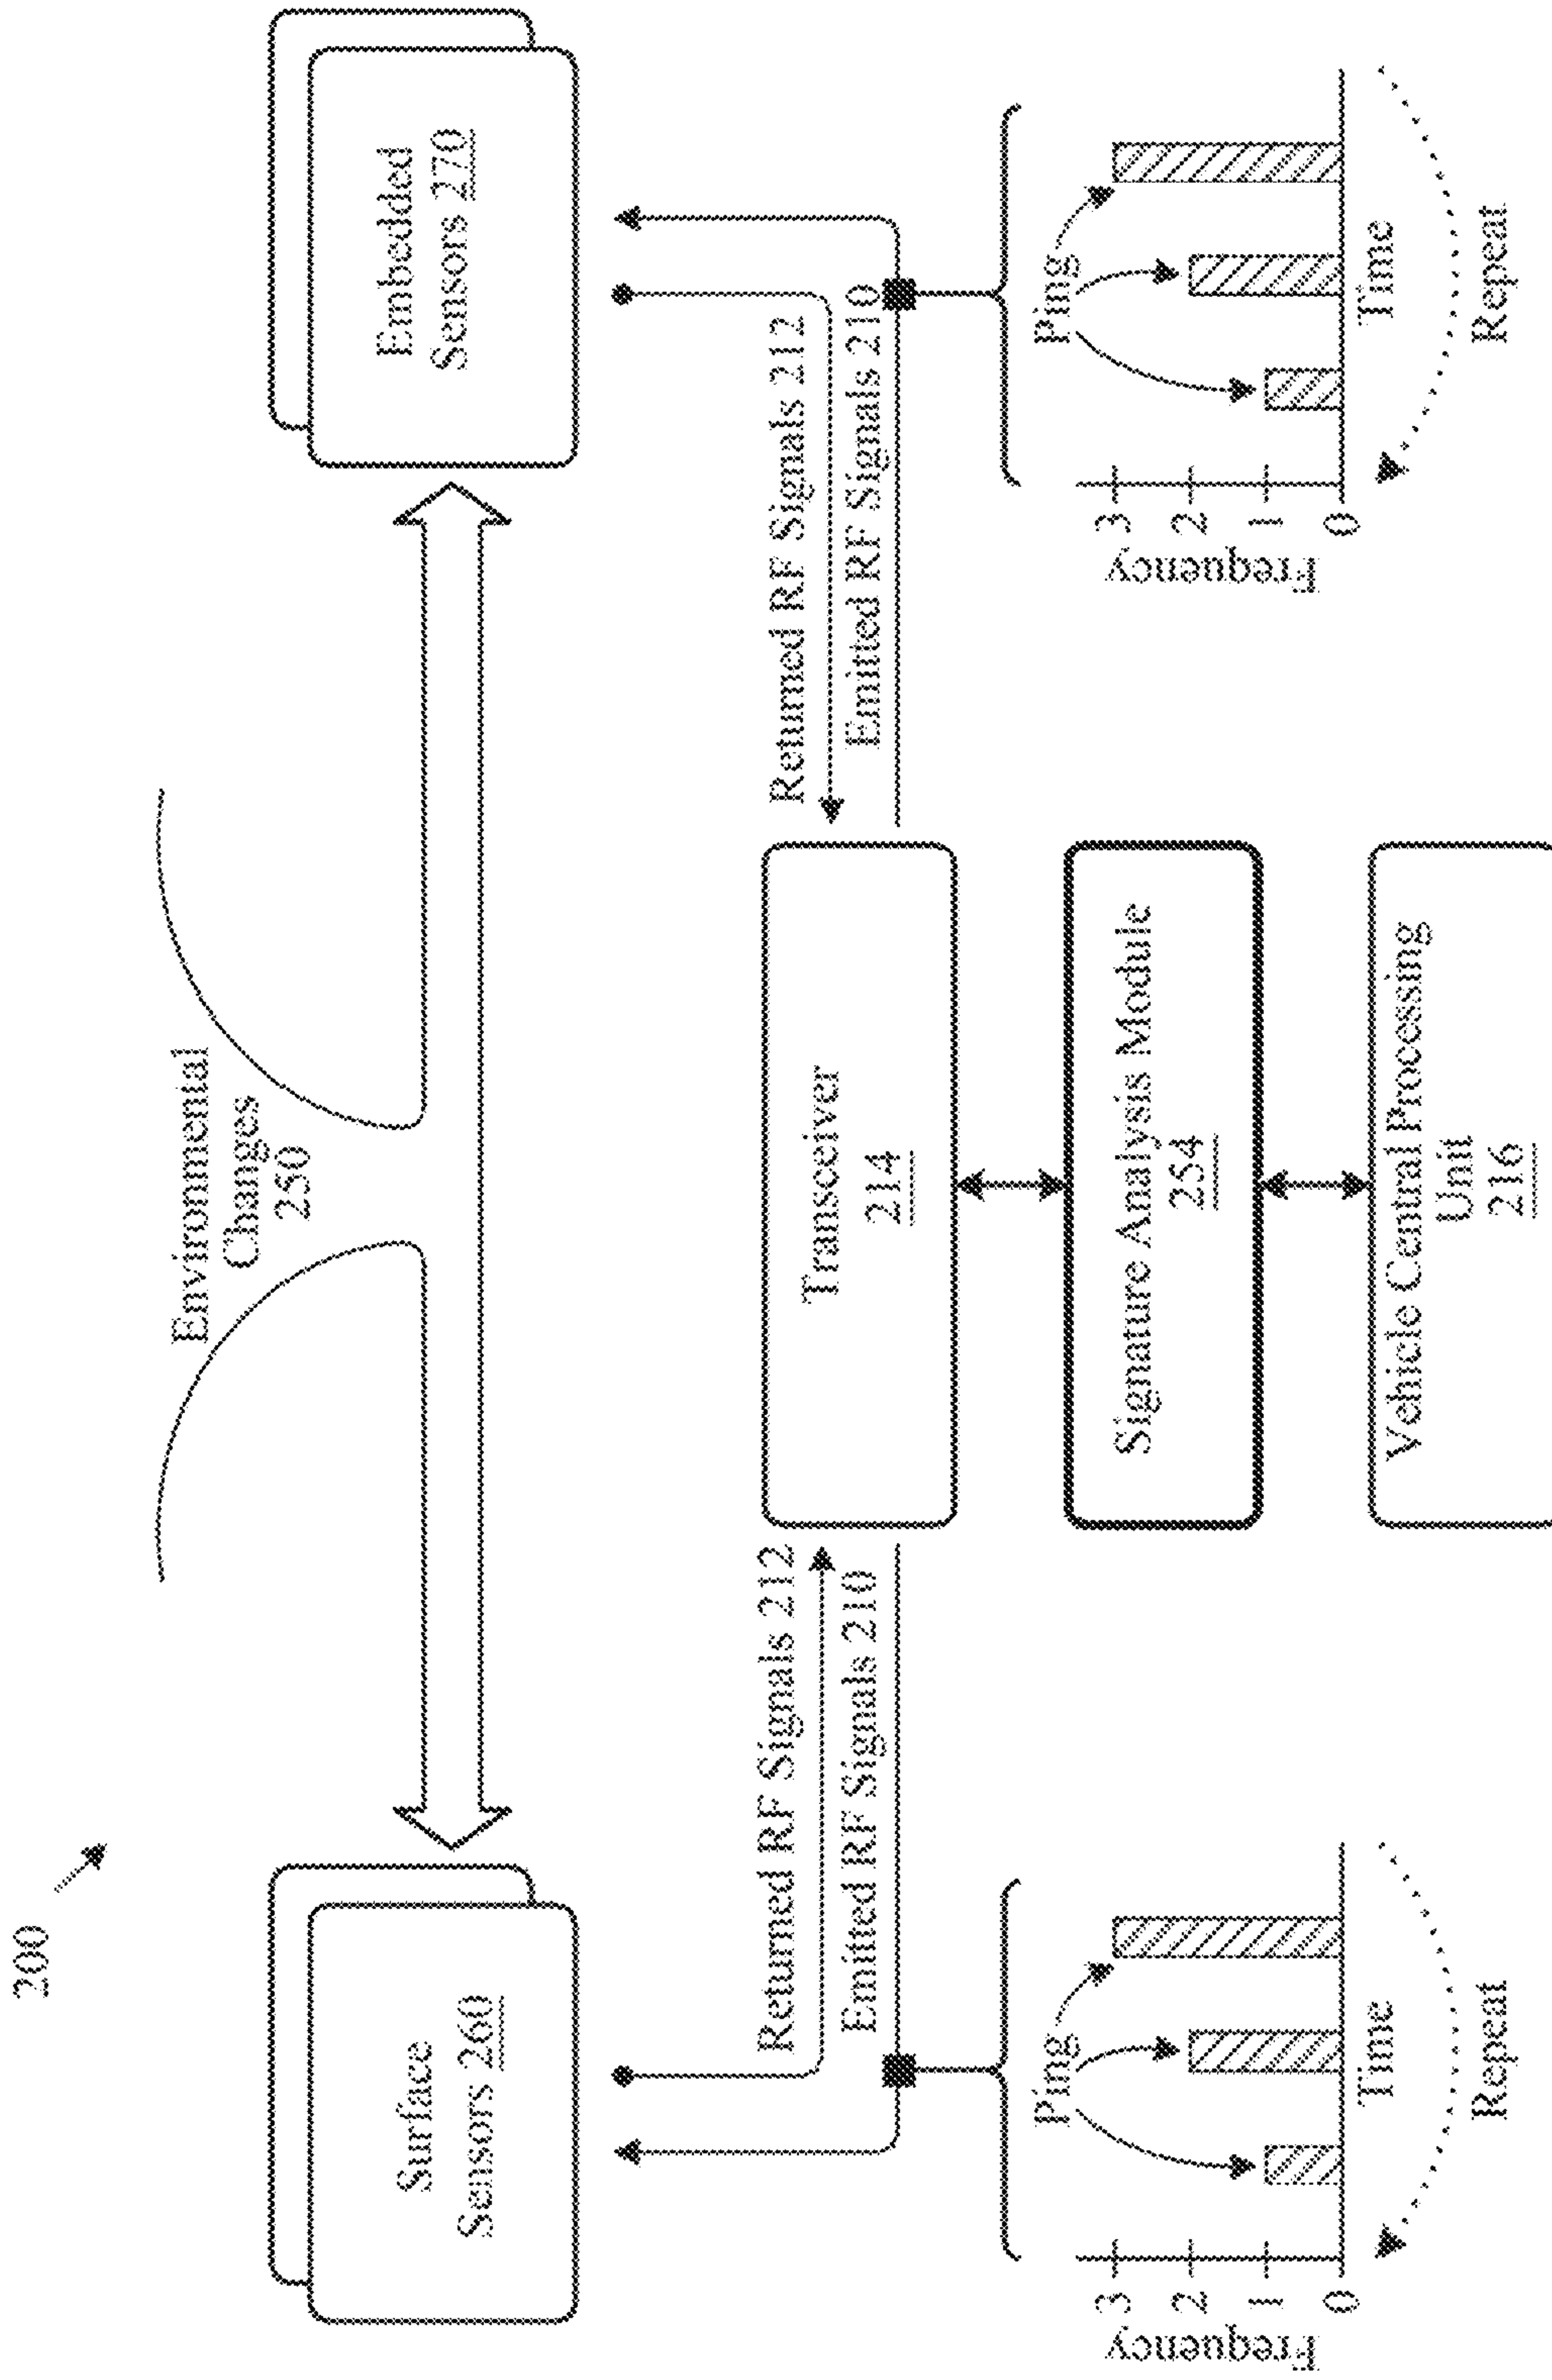 200
Environmental
Changes
250
Surface
Sensors 260
Embedded
Sensors 270
Returned RF Signals 212
Emitted RF Signals 210
Returned RF Signals 212
Emitted RF Signals 210
Transceiver
214
Signature Analysis Module
254
Vehicle Central Processing
Unit
216
Frequency
3
2
1
0
Ping
Time
Repeat
Frequency
3
2
1
0
Ping
Time
Repeat